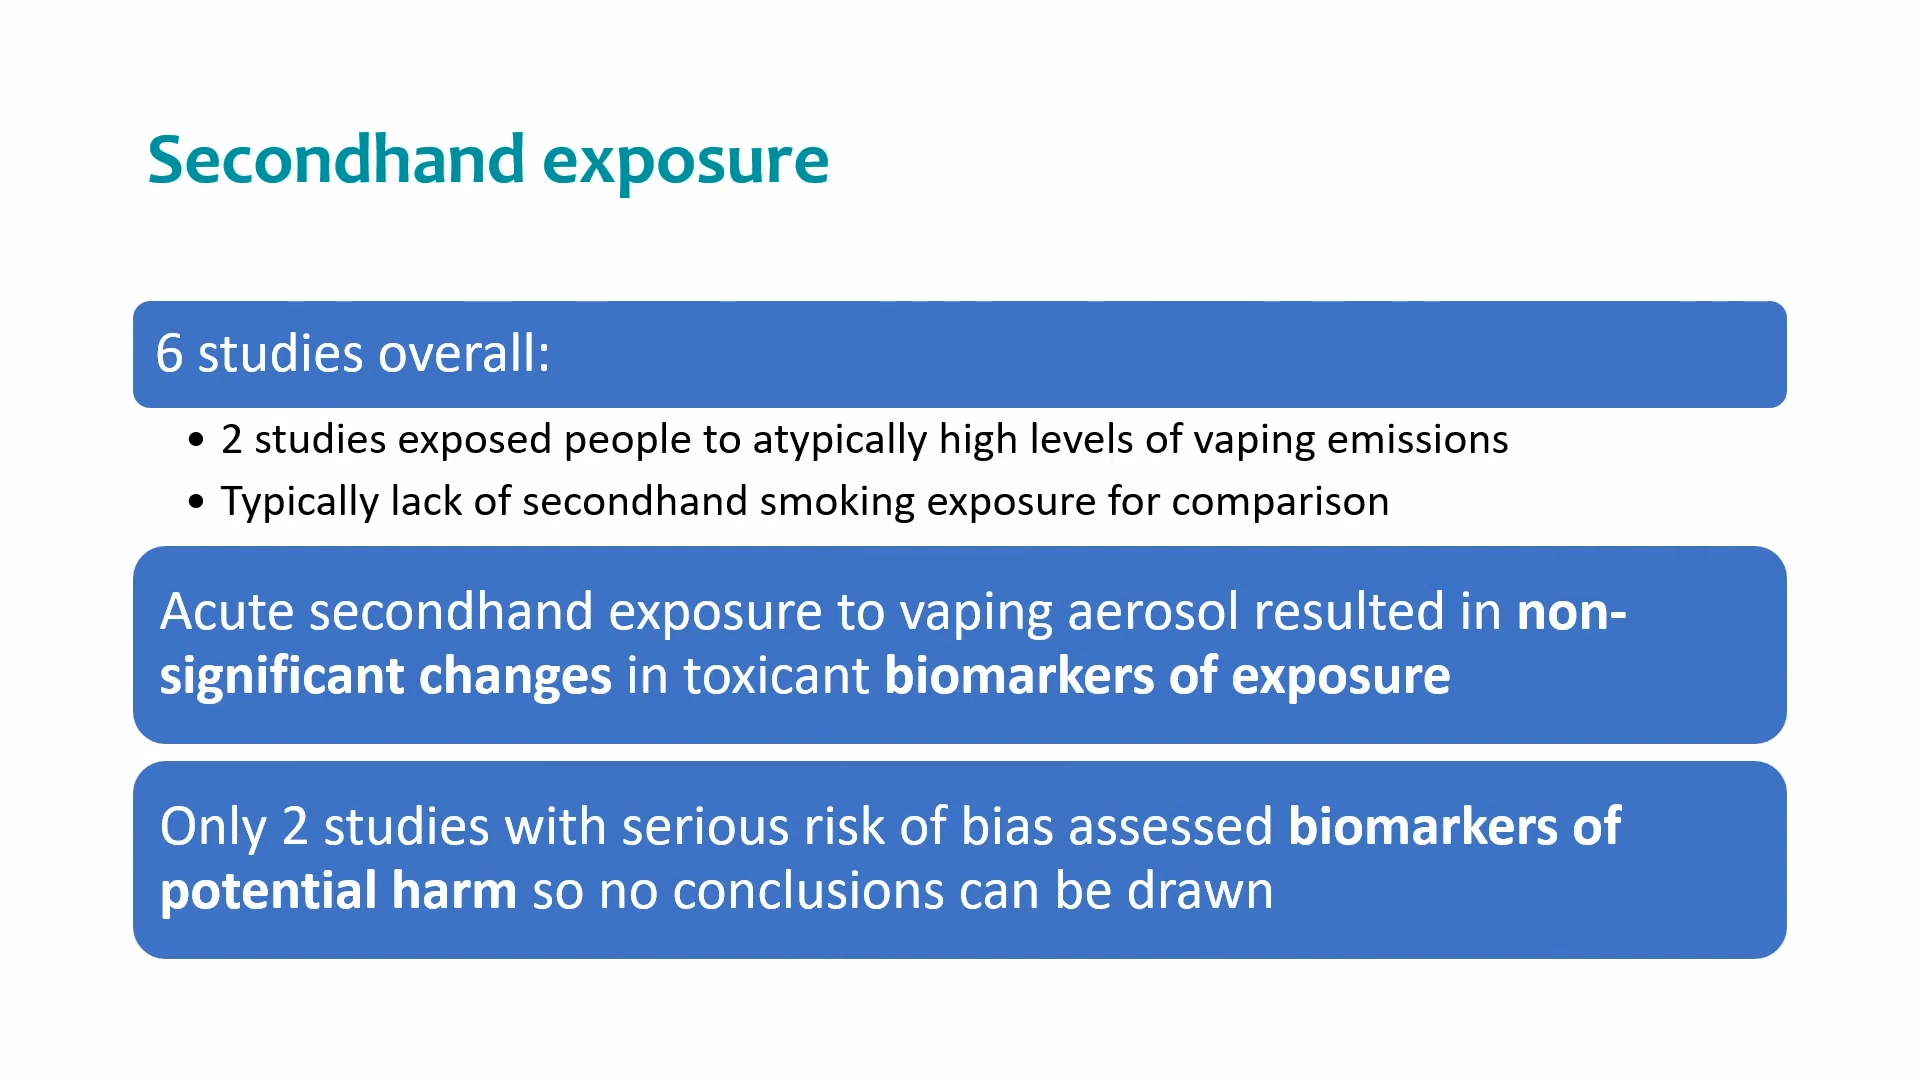 Secondhand exposure
6 studies overall:
• 2 studies exposed people to atypically high levels of vaping emissions
• Typically lack of secondhand smoking exposure for comparison
Acute secondhand exposure to vaping aerosol resulted in non-
significant changes in toxicant biomarkers of exposure
Only 2 studies with serious risk of bias assessed biomarkers of
potential harm so no conclusions can be drawn